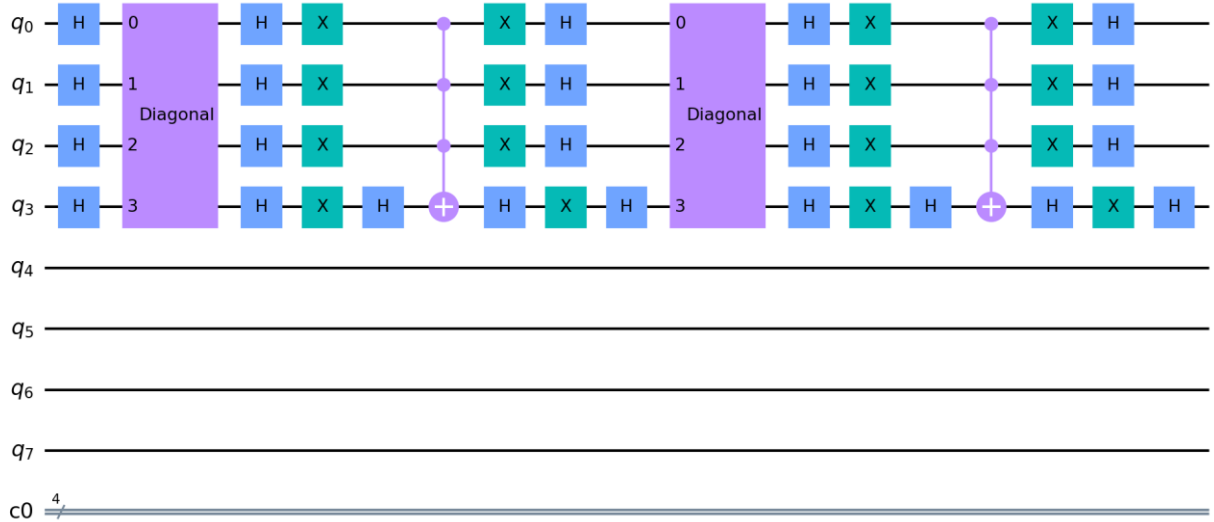 q0 H 0 H X X H 0 H X X H
q1 H 1 H X X H 1 H X X H
Diagonal Diagonal
q2 H 2 H X X H 2 H X X H
q3 H 3 H X H H X H 3 H X H H X H
q4
q5
q6
q7
4
c0